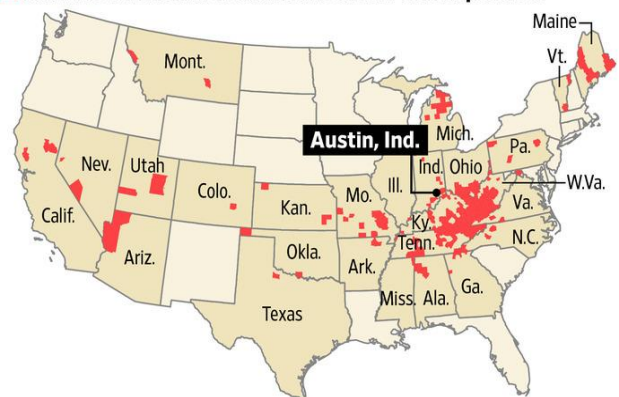 Maine
Vt.
Mont.
Mich.
Austin, Ind.
Pa.
Nev.
Utah
Ind.
Ohio
Ill.
Colo.
Mo.
W.Va.
Kan.
Va.
Calif.
Ky.
Tenn.
N.C.
Okla.
Ariz.
Ark.
Miss.
Ala.
Ga.
Texas